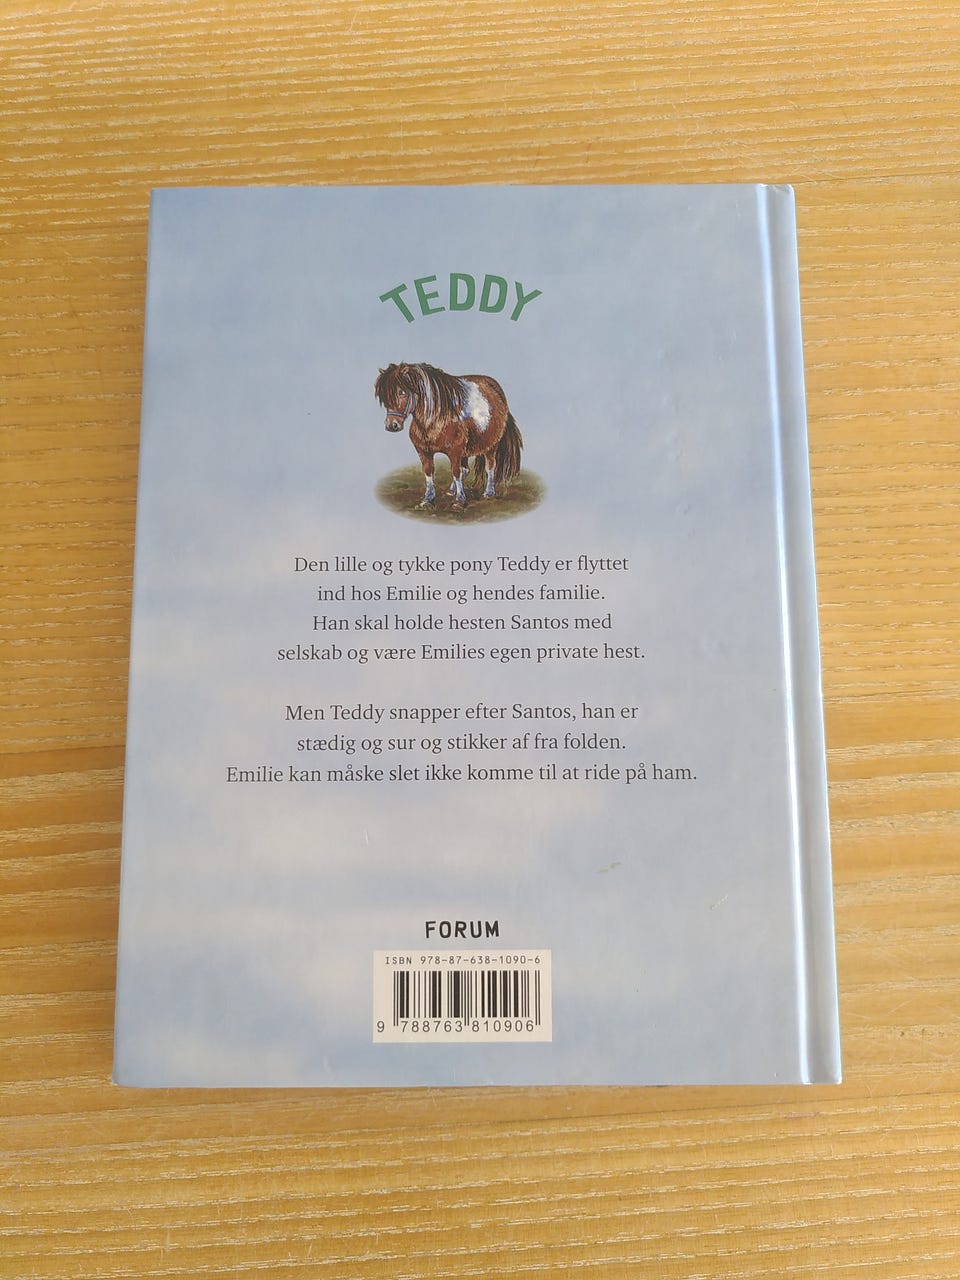 TEDDY
Den lille og tykke pony Teddy er flyttet
ind hos Emilie og hendes familie.
Han skal holde hesten Santos med
selskab og være Emilies egen private hest.
Men Teddy snapper efter Santos, han er
stædig og sur og stikker af fra folden.
Emilie kan måske slet ikke komme til at ride på ham.
FORUM
ISBN 978-87-638-1090-6
9 788763 810906